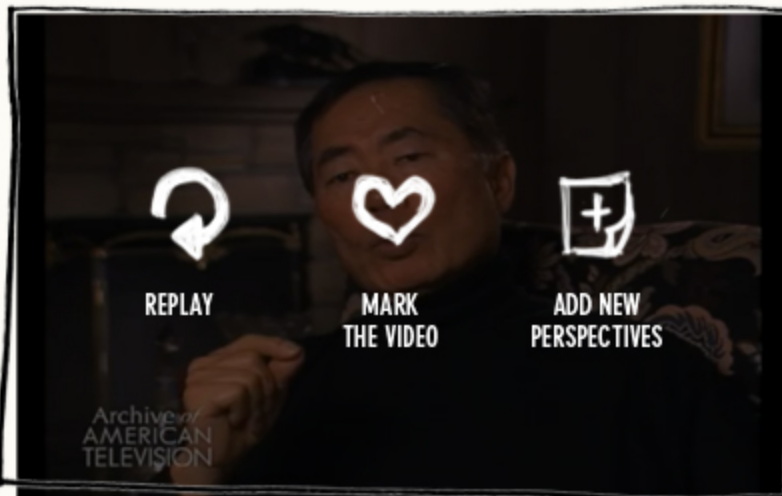 REPLAY
MARK
THE VIDEO
ADD NEW
PERSPECTIVES
Archive of
AMERICAN
TELEVISION